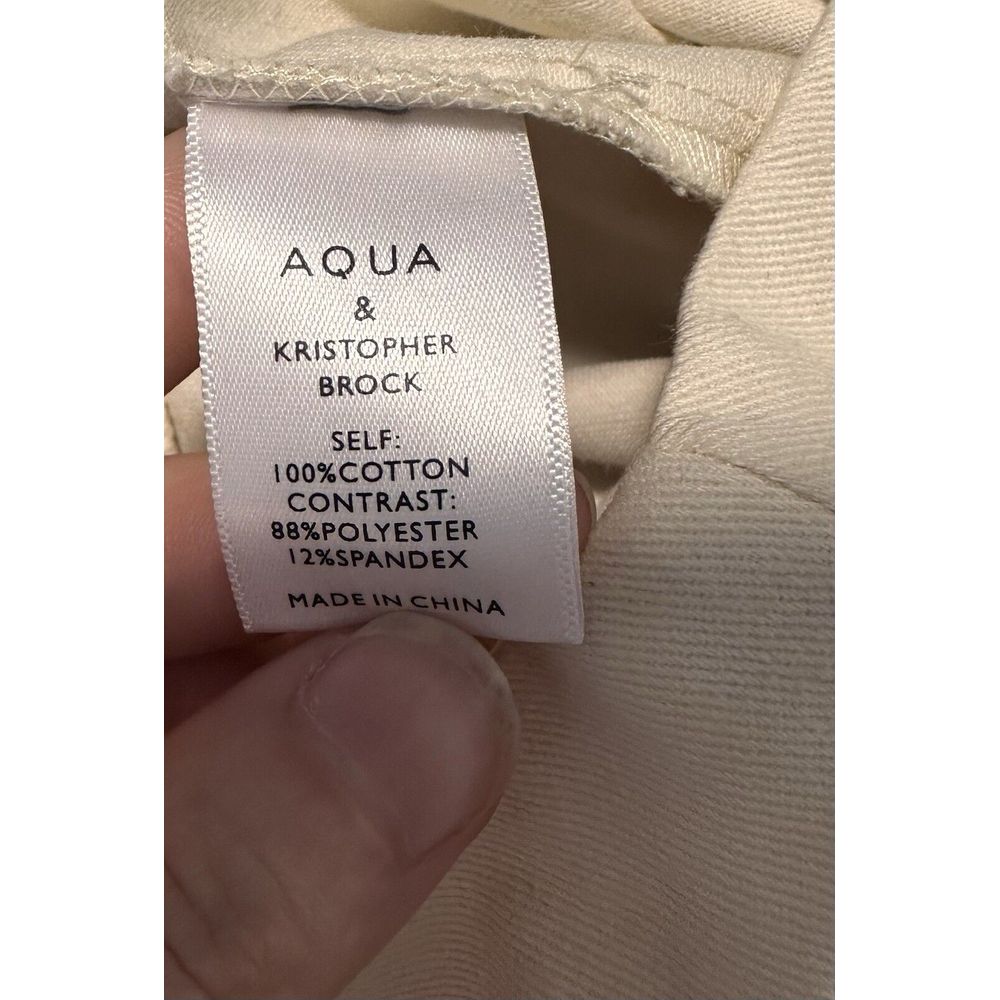 AQUA
&
KRISTOPHER
BROCK
SELF:
100%COTTON
CONTRAST:
88%POLYESTER
12%SPANDEX
MADE IN CHINA